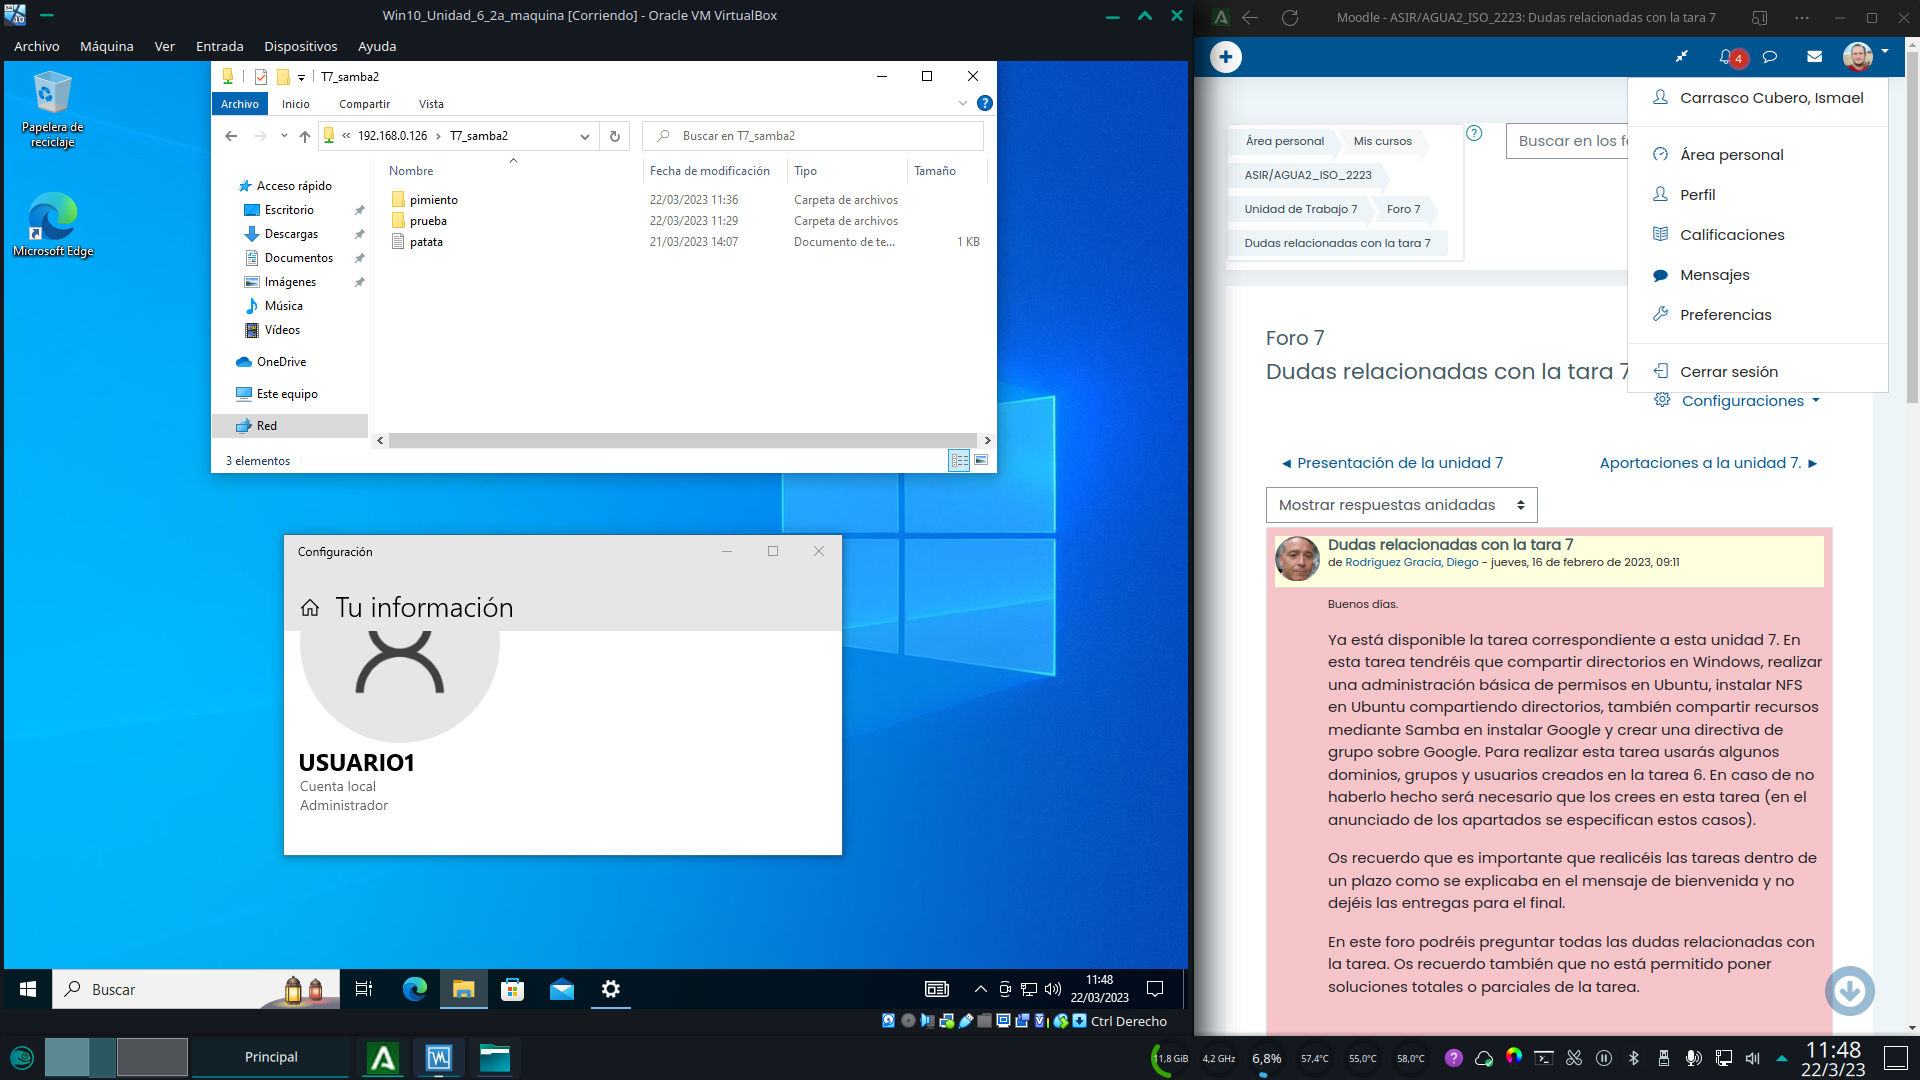 Win10_Unidad_6_2a_maquina [Corriendo] - Oracle VM VirtualBox
Archivo Máquina Ver Entrada Dispositivos Ayuda
Papelera de
reciclaje
Microsoft Edge
T7_samba2
Archivo Inicio Compartir Vista
« 192.168.0.126 › T7_samba2
Buscar en T7_samba2
Nombre Fecha de modificación Tipo Tamaño
pimiento 22/03/2023 11:36 Carpeta de archivos
prueba 22/03/2023 11:29 Carpeta de archivos
patata 21/03/2023 14:07 Documento de te... 1 KB
Acceso rápido
Escritorio
Descargas
Documentos
Imágenes
Música
Vídeos
OneDrive
Este equipo
Red
3 elementos
Configuración
Tu información
USUARIO1
Cuenta local
Administrador
Buscar
11:48
22/03/2023
Ctrl Derecho
Moodle - ASIR/AGUA2_ISO_2223: Dudas relacionadas con la tara 7
4
Carrasco Cubero, Ismael
Área personal
Perfil
Calificaciones
Mensajes
Preferencias
Cerrar sesión
Área personal Mis cursos
ASIR/AGUA2_ISO_2223
Unidad de Trabajo 7 Foro 7
Dudas relacionadas con la tara 7
Buscar en los fo
Foro 7
Dudas relacionadas con la tara 7
Configuraciones
◄ Presentación de la unidad 7
Aportaciones a la unidad 7. ►
Mostrar respuestas anidadas
Dudas relacionadas con la tara 7
de Rodríguez Gracia, Diego - jueves, 16 de febrero de 2023, 09:11
Buenos días.
Ya está disponible la tarea correspondiente a esta unidad 7. En
esta tarea tendréis que compartir directorios en Windows, realizar
una administración básica de permisos en Ubuntu, instalar NFS
en Ubuntu compartiendo directorios, también compartir recursos
mediante Samba en instalar Google y crear una directiva de
grupo sobre Google. Para realizar esta tarea usarás algunos
dominios, grupos y usuarios creados en la tarea 6. En caso de no
haberlo hecho será necesario que los crees en esta tarea (en el
anunciado de los apartados se especifican estos casos).
Os recuerdo que es importante que realicéis las tareas dentro de
un plazo como se explicaba en el mensaje de bienvenida y no
dejéis las entregas para el final.
En este foro podréis preguntar todas las dudas relacionadas con
la tarea. Os recuerdo también que no está permitido poner
soluciones totales o parciales de la tarea.
Principal
11,8 GiB 4,2 GHz 6,8% 57,4°C 55,0°C 58,0°C
11:48
22/3/23